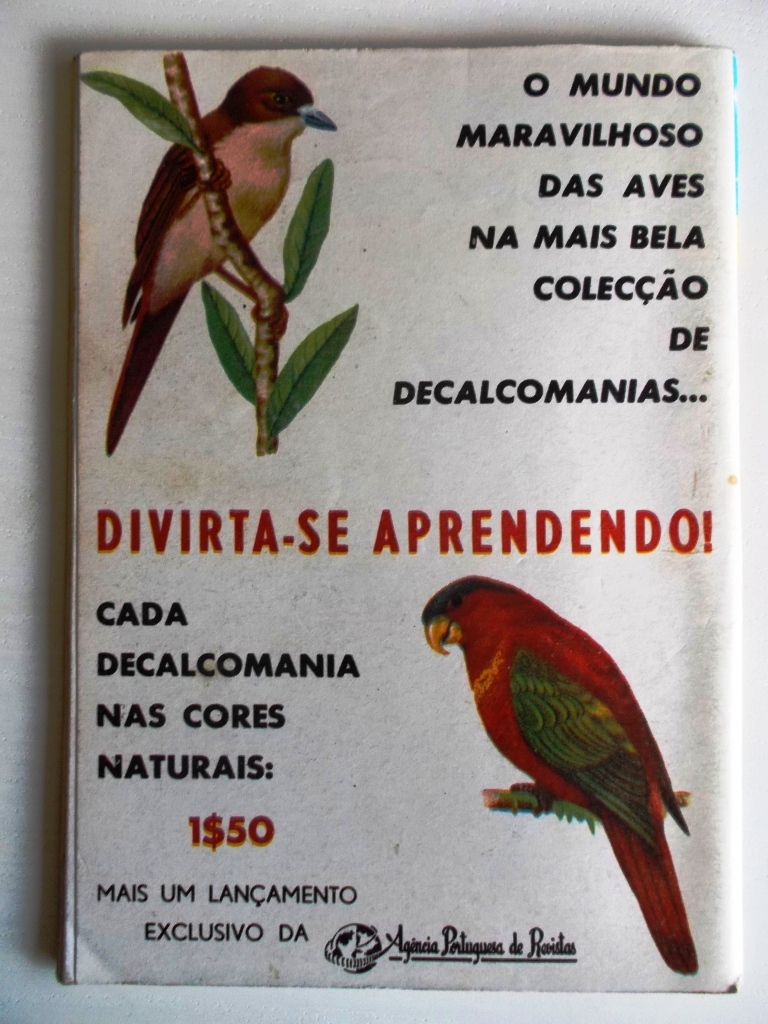 O MUNDO
MARAVILHOSO
DAS AVES
NA MAIS BELA
COLECÇÃO
DE
DECALCOMANIAS...
DIVIRTA-SE APRENDENDO!
CADA
DECALCOMANIA
NAS CORES
NATURAIS:
1$50
MAIS UM LANÇAMENTO
EXCLUSIVO DA
Agência Portuguesa de Revistas